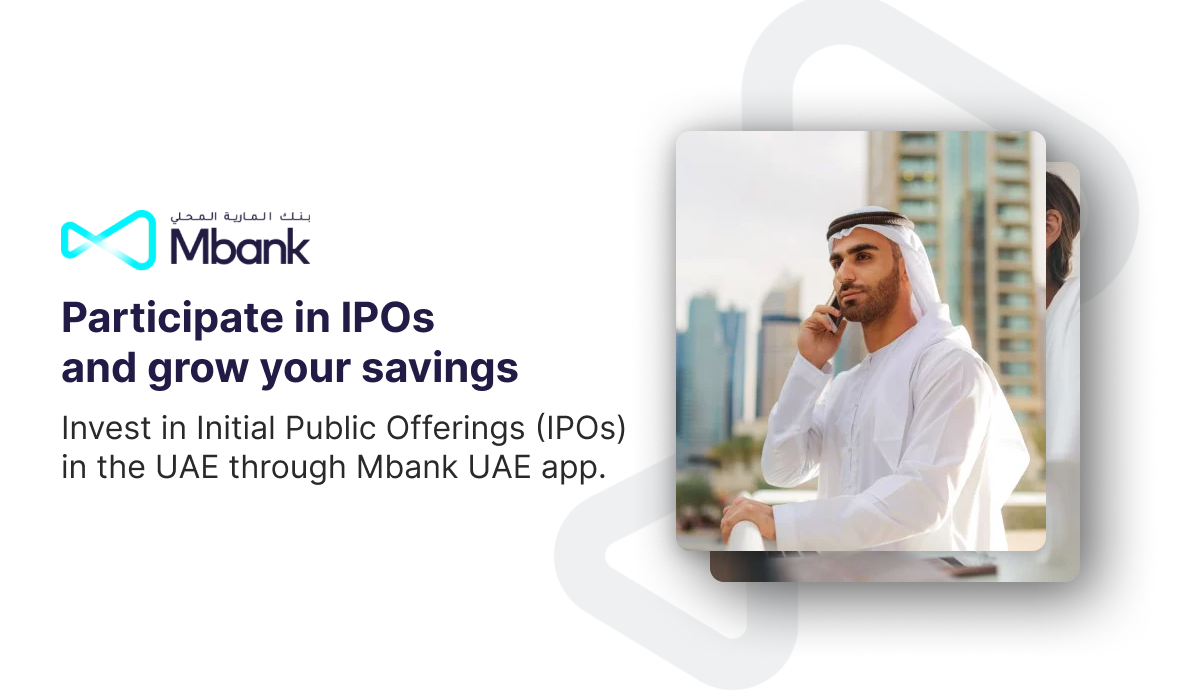 بنك المارية المحلي
Mbank
Participate in IPOs
and grow your savings
Invest in Initial Public Offerings (IPOs)
in the UAE through Mbank UAE app.